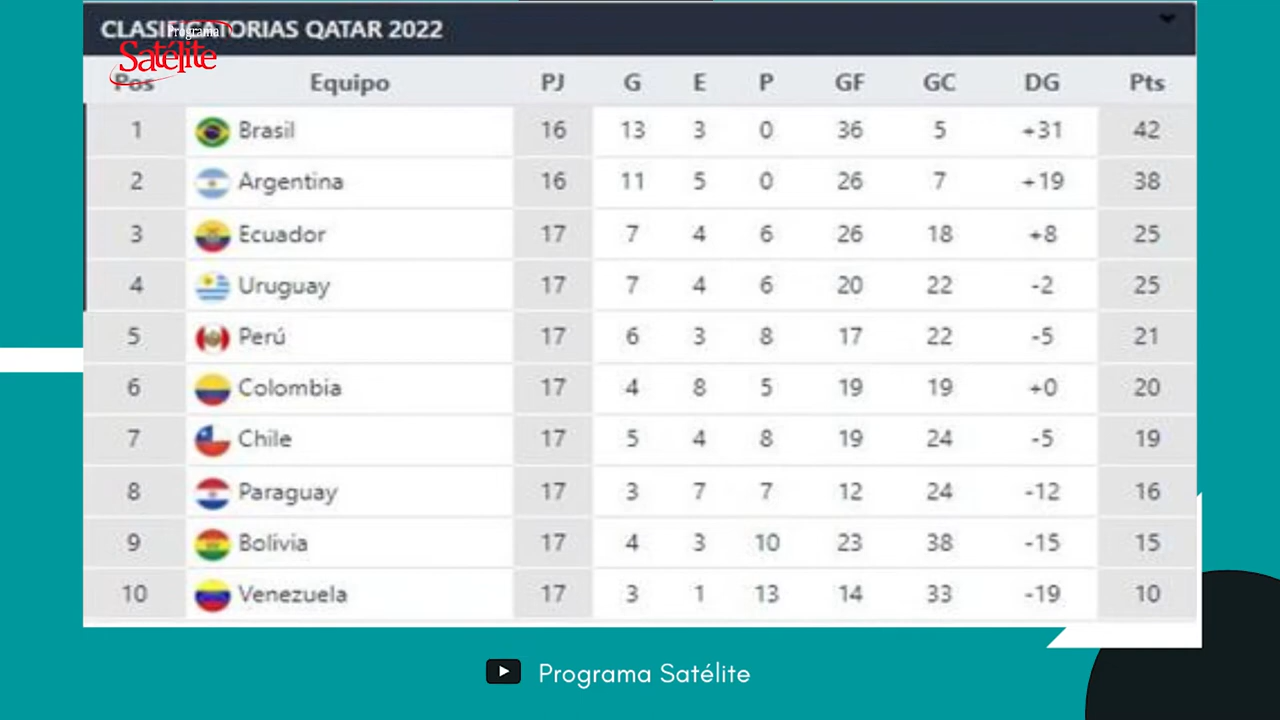 CLASIFICATORIAS QATAR 2022
Programa
Satélite
Pos Equipo PJ G E P GF GC DG Pts
1 Brasil 16 13 3 0 36 5 +31 42
2 Argentina 16 11 5 0 26 7 +19 38
3 Ecuador 17 7 4 6 26 18 +8 25
4 Uruguay 17 7 4 6 20 22 -2 25
5 Perú 17 6 3 8 17 22 -5 21
6 Colombia 17 4 8 5 19 19 +0 20
7 Chile 17 5 4 8 19 24 -5 19
8 Paraguay 17 3 7 7 12 24 -12 16
9 Bolivia 17 4 3 10 23 38 -15 15
10 Venezuela 17 3 1 13 14 33 -19 10
Programa Satélite